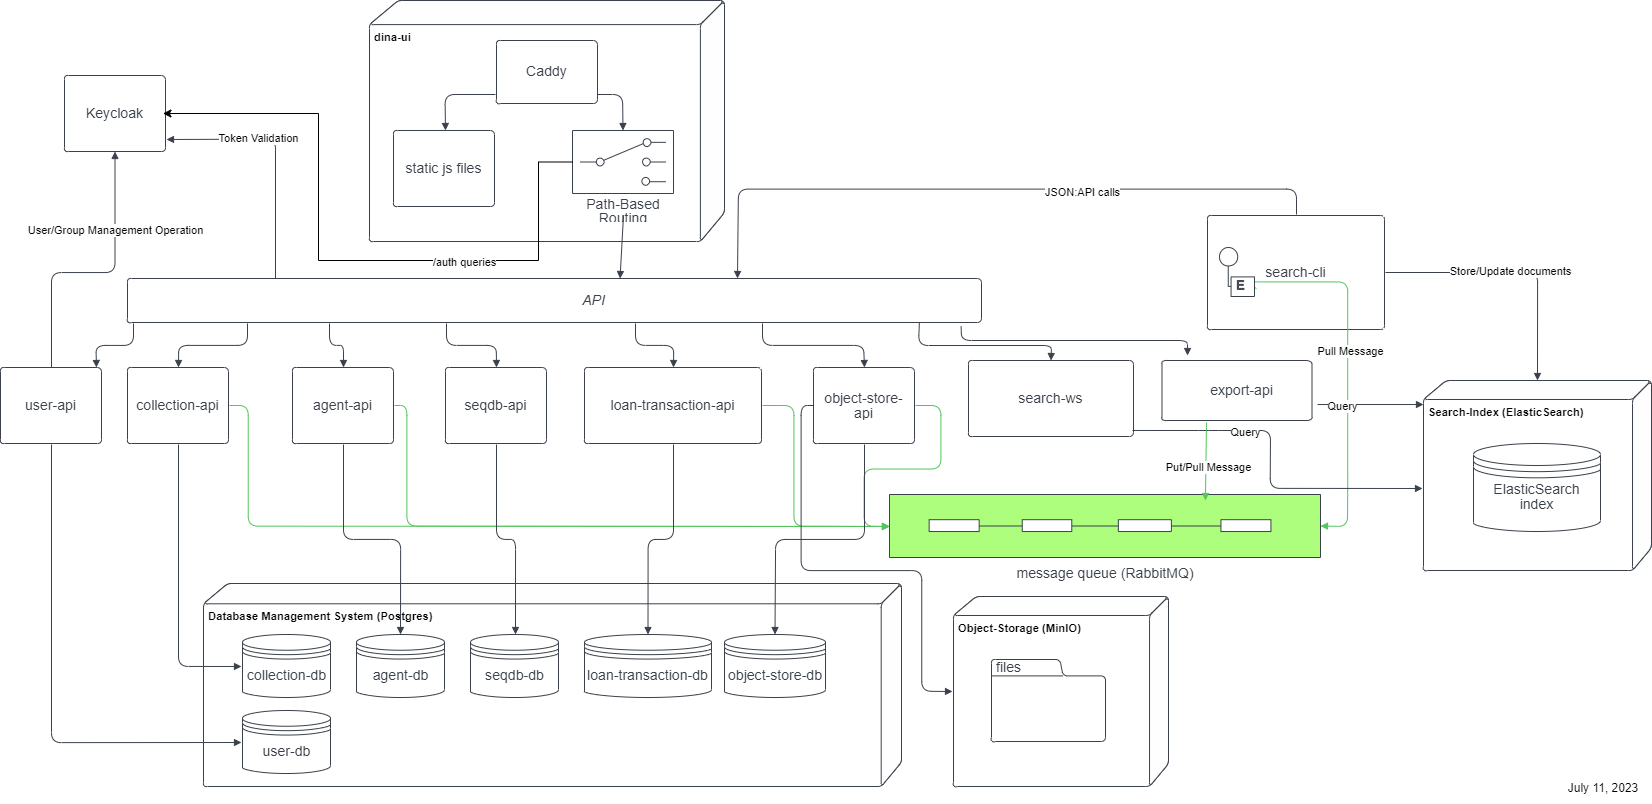 dina-ui
Caddy
Keycloak
Token Validation
static js files
Path-Based
Routing
JSON:API calls
User/Group Management Operation
/auth queries
search-cli
E
Store/Update documents
API
Pull Message
user-api
collection-api
agent-api
seqdb-api
loan-transaction-api
object-store-
api
search-ws
export-api
Query
Query
Search-Index (ElasticSearch)
Put/Pull Message
ElasticSearch
index
message queue (RabbitMQ)
Database Management System (Postgres)
Object-Storage (MinIO)
files
collection-db
agent-db
seqdb-db
loan-transaction-db
object-store-db
user-db
July 11, 2023